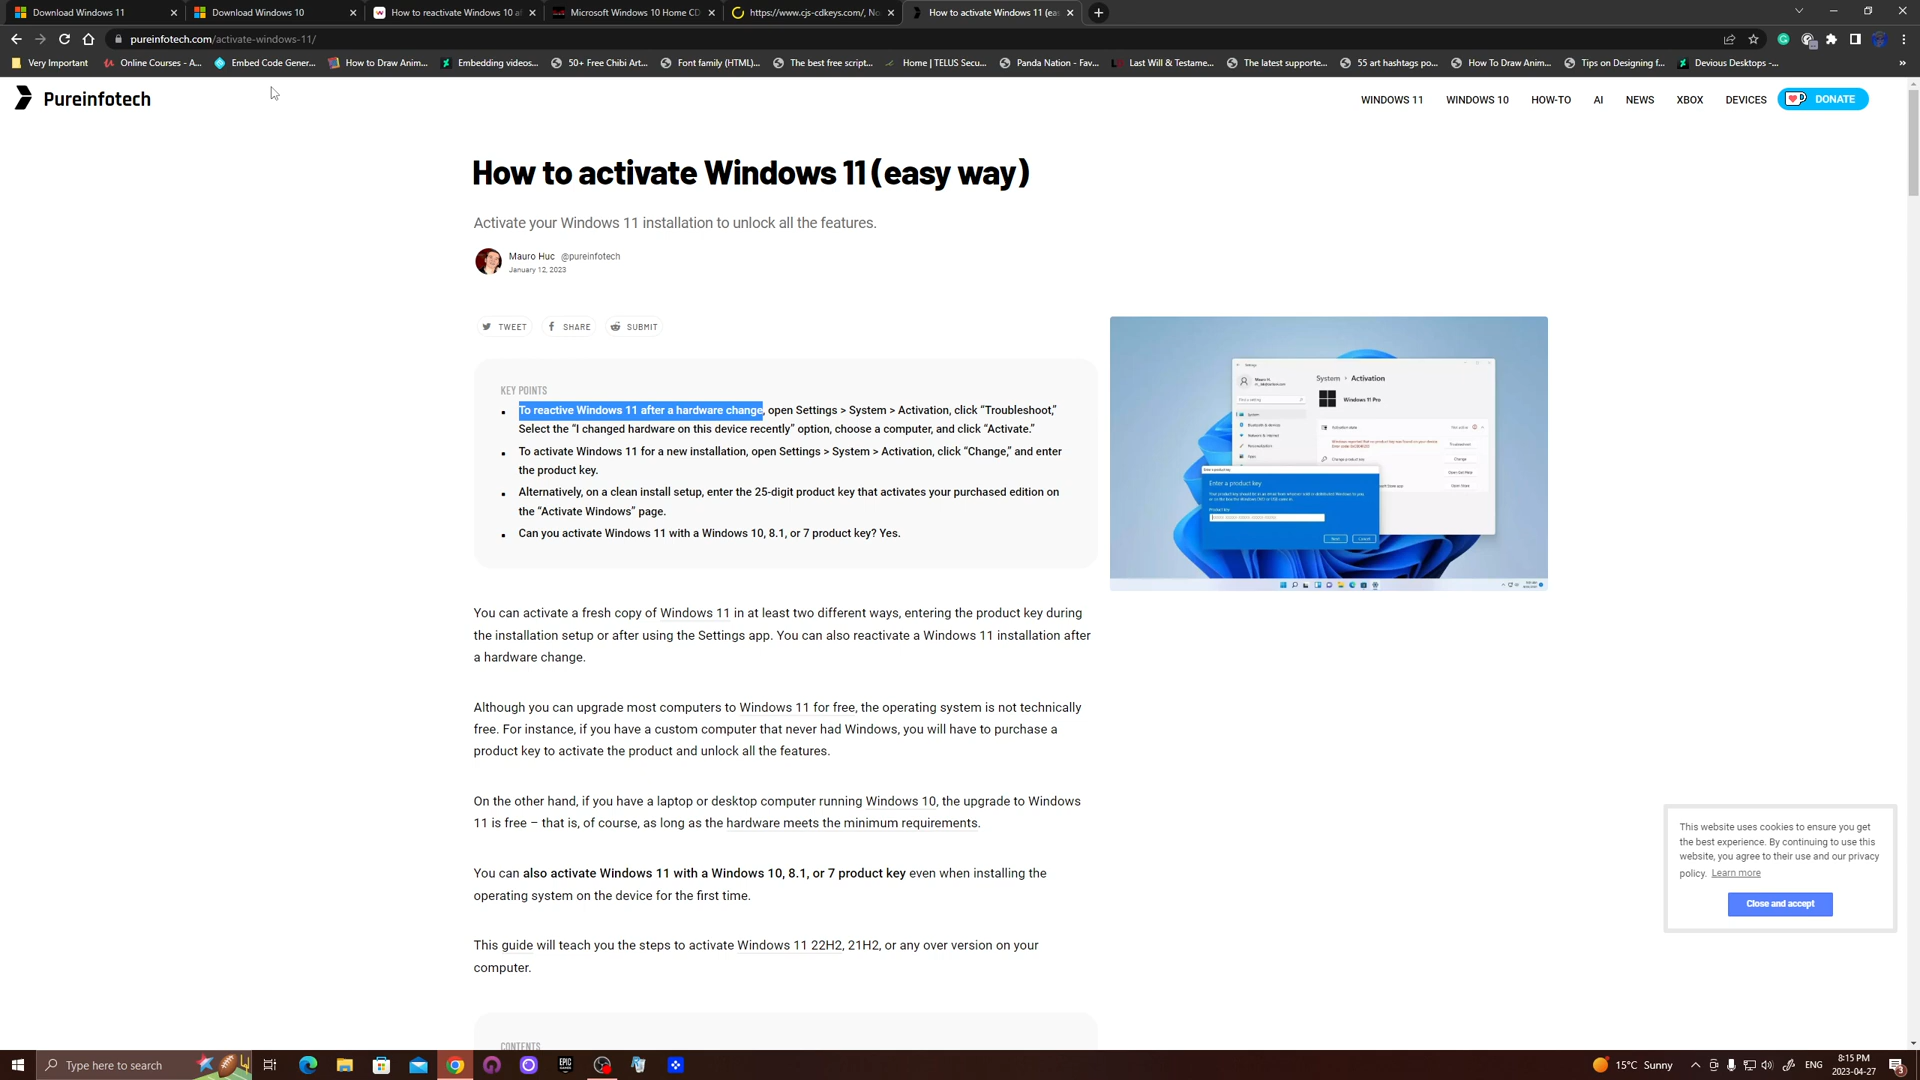 Download Windows 11
Download Windows 10
How to reactivate Windows 10 a
Microsoft Windows 10 Home CD
https://www.cjs-cdkeys.com/, No
How to activate Windows 11 (ea
pureinfotech.com/activate-windows-11/
Very Important
Online Courses - A...
Embed Code Gener...
How to Draw Anim...
Embedding videos...
50+ Free Chibi Art...
Font family (HTML)...
The best free script...
Home | TELUS Secu...
Panda Nation - Fav...
Last Will & Testame...
The latest supporte...
55 art hashtags po...
How To Draw Anim...
Tips on Designing f...
Devious Desktops -...
»
Pureinfotech
WINDOWS 11
WINDOWS 10
HOW-TO
AI
NEWS
XBOX
DEVICES
DONATE
How to activate Windows 11 (easy way)
Activate your Windows 11 installation to unlock all the features.
Mauro Huc @pureinfotech
January 12, 2023
TWEET
SHARE
SUBMIT
KEY POINTS
To reactive Windows 11 after a hardware change, open Settings > System > Activation, click “Troubleshoot,”
Select the “I changed hardware on this device recently” option, choose a computer, and click “Activate.”
To activate Windows 11 for a new installation, open Settings > System > Activation, click “Change,” and enter
the product key.
Alternatively, on a clean install setup, enter the 25-digit product key that activates your purchased edition on
the “Activate Windows” page.
Can you activate Windows 11 with a Windows 10, 8.1, or 7 product key? Yes.
System > Activation
Windows 11 Pro
Activation state
Change product key
Change
Enter a product key
Product key
Next
Cancel
You can activate a fresh copy of Windows 11 in at least two different ways, entering the product key during
the installation setup or after using the Settings app. You can also reactivate a Windows 11 installation after
a hardware change.
Although you can upgrade most computers to Windows 11 for free, the operating system is not technically
free. For instance, if you have a custom computer that never had Windows, you will have to purchase a
product key to activate the product and unlock all the features.
On the other hand, if you have a laptop or desktop computer running Windows 10, the upgrade to Windows
11 is free – that is, of course, as long as the hardware meets the minimum requirements.
You can also activate Windows 11 with a Windows 10, 8.1, or 7 product key even when installing the
operating system on the device for the first time.
This guide will teach you the steps to activate Windows 11 22H2, 21H2, or any over version on your
computer.
CONTENTS
This website uses cookies to ensure you get
the best experience. By continuing to use this
website, you agree to their use and our privacy
policy. Learn more
Close and accept
Type here to search
EPIC
15°C Sunny
ENG
8:15 PM
2023-04-27
3